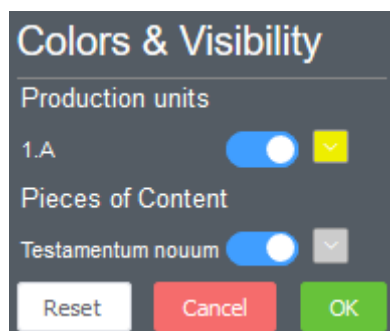 Colors & Visibility
Production units
1.A
Pieces of Content
Testamentum nouum
Reset Cancel OK